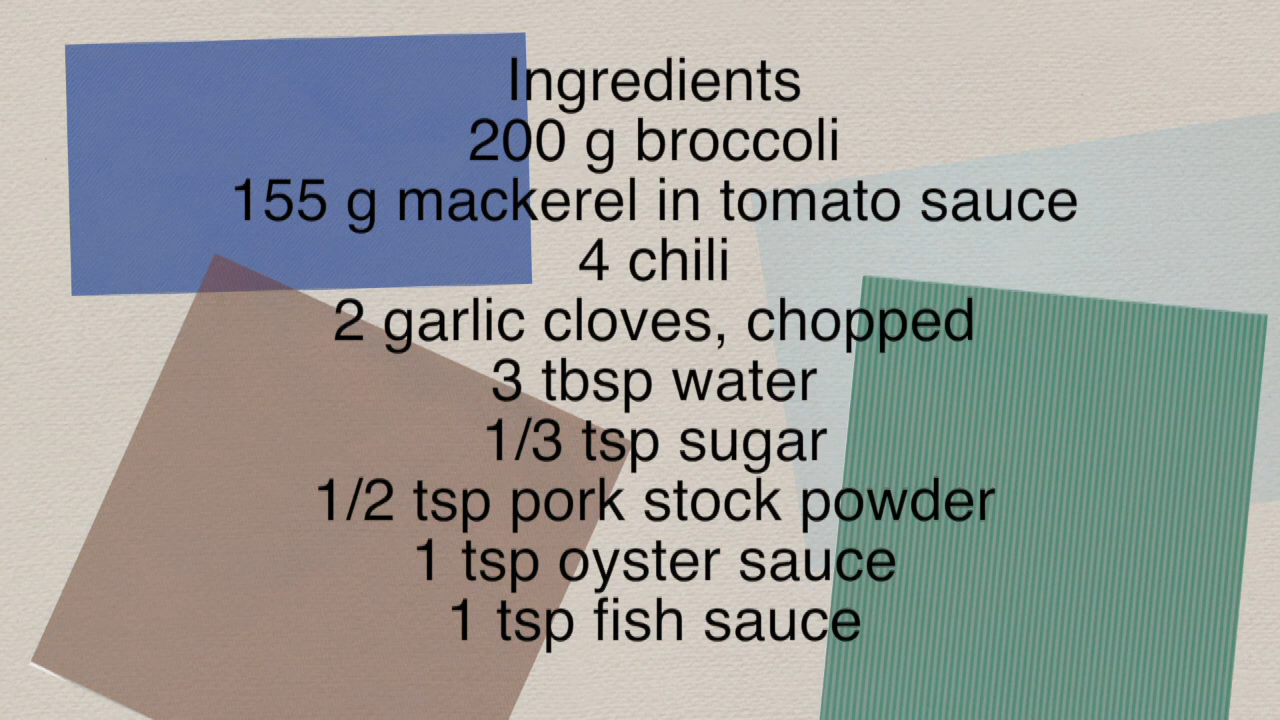 Ingredients
200 g broccoli
155 g mackerel in tomato sauce
4 chili
2 garlic cloves, chopped
3 tbsp water
1/3 tsp sugar
1/2 tsp pork stock powder
1 tsp oyster sauce
1 tsp fish sauce